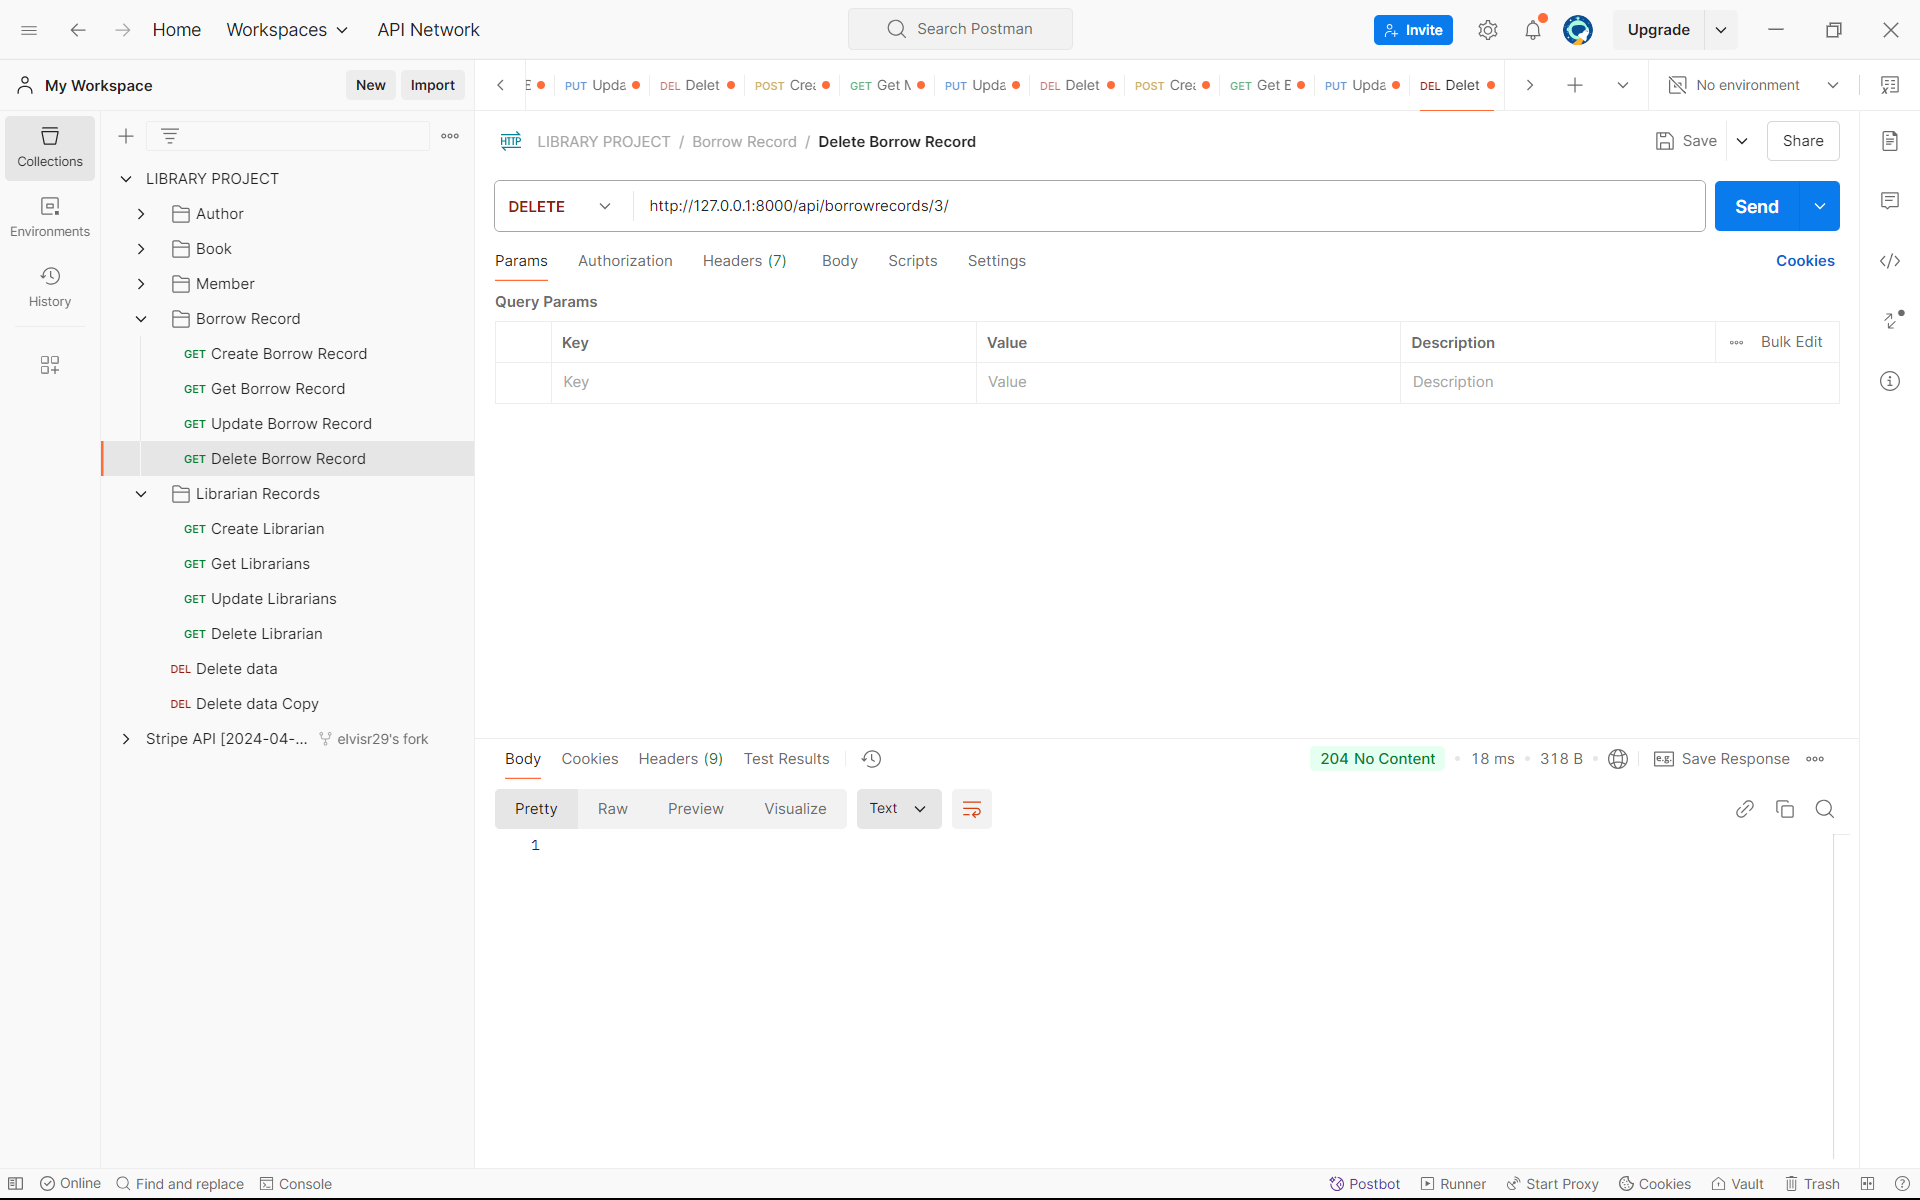 Home Workspaces API Network Search Postman Invite Upgrade
My Workspace New Import
E PUT Upda DEL Delet POST Crea GET Get M PUT Upda DEL Delet POST Crea GET Get E PUT Upda DEL Delet No environment
Collections
Environments
History
LIBRARY PROJECT
Author
Book
Member
Borrow Record
GET Create Borrow Record
GET Get Borrow Record
GET Update Borrow Record
GET Delete Borrow Record
Librarian Records
GET Create Librarian
GET Get Librarians
GET Update Librarians
GET Delete Librarian
DEL Delete data
DEL Delete data Copy
Stripe API [2024-04-... elvisr29's fork
HTTP LIBRARY PROJECT / Borrow Record / Delete Borrow Record Save Share
DELETE http://127.0.0.1:8000/api/borrowrecords/3/ Send
Params Authorization Headers (7) Body Scripts Settings Cookies
Query Params
Key Value Description Bulk Edit
Key Value Description
Body Cookies Headers (9) Test Results 204 No Content 18 ms 318 B e.g. Save Response
Pretty Raw Preview Visualize Text
1
Online Find and replace Console Postbot Runner Start Proxy Cookies Vault Trash